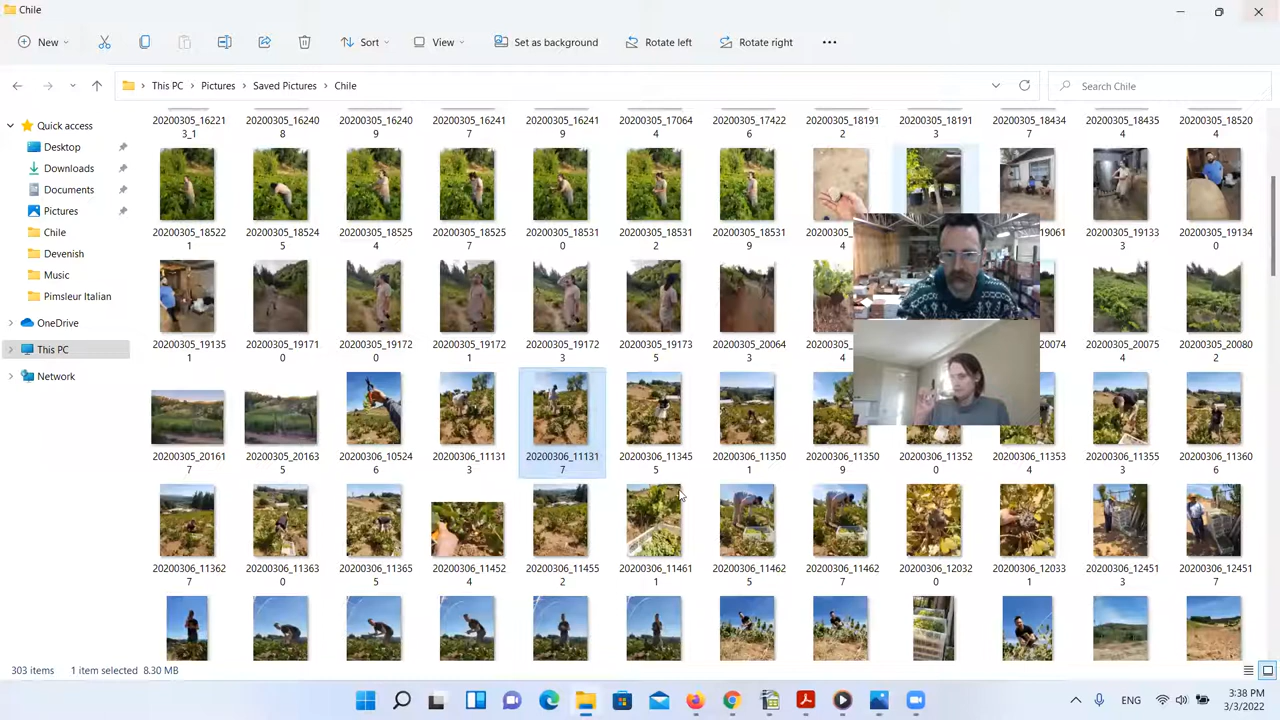 Chile
New
Sort
View
Set as background
Rotate left
Rotate right
This PC > Pictures > Saved Pictures > Chile
Search Chile
Quick access
Desktop
Downloads
Documents
Pictures
Chile
Devenish
Music
Pimsleur Italian
OneDrive
This PC
Network
20200305_16221 20200305_16240 20200305_16240 20200305_16241 20200305_16241 20200305_17064 20200305_17422 20200305_18191 20200305_18191 20200305_18434 20200305_18435 20200305_18520
3_1 8 9 7 9 4 6 2 3 7 4 4
20200305_18522 20200305_18524 20200305_18525 20200305_18525 20200305_18531 20200305_18531 20200305_18531 20200305 19061 20200305_19133 20200305_19134
1 5 4 7 0 2 9 3 0
20200305_19135 20200305_19171 20200305_19172 20200305_19172 20200305_19173 20200305_20064 20074 20200305_20075 20200305_20080
1 0 0 3 5 3 4 2
20200305_20161 20200305_20163 20200306_10524 20200306_11131 20200306_11131 20200306_11345 20200306_11350 20200306_11350 20200306_11352 20200306_11353 20200306_11355 20200306_11360
7 5 6 3 7 5 1 9 0 4 3 6
20200306_11362 20200306_11363 20200306_11365 20200306_11452 20200306_11455 20200306_11461 20200306_11462 20200306_11462 20200306_12032 20200306_12033 20200306_12451 20200306_12451
7 0 5 4 2 1 5 7 0 1 3 7
303 items 1 item selected 8.30 MB
ENG
3:38 PM
3/3/2022